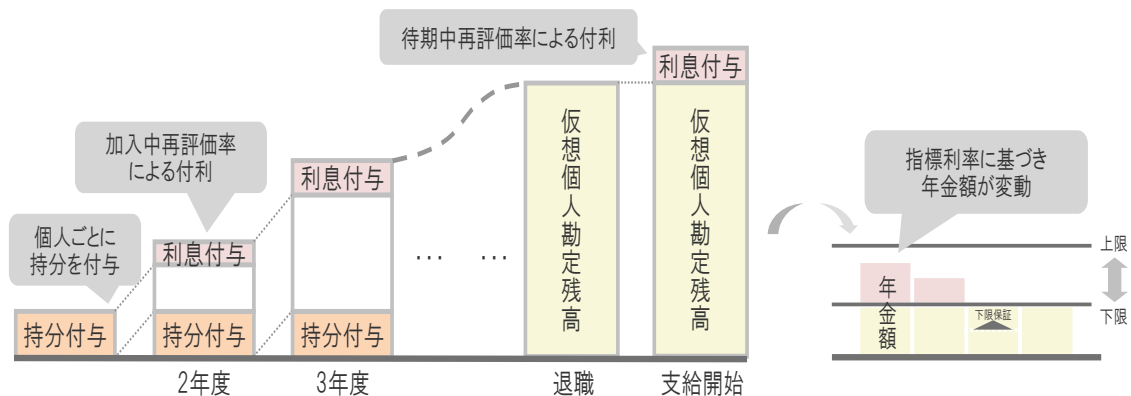 待期中再評価率による付利
利息付与
加入中再評価率
による付利
利息付与
個人ごとに
持分を付与
利息付与
仮想個人勘定残高
仮想個人勘定残高
… …
持分付与
持分付与
持分付与
2年度
3年度
退職
支給開始
指標利率に基づき
年金額が変動
上限
年金額
下限保証
下限